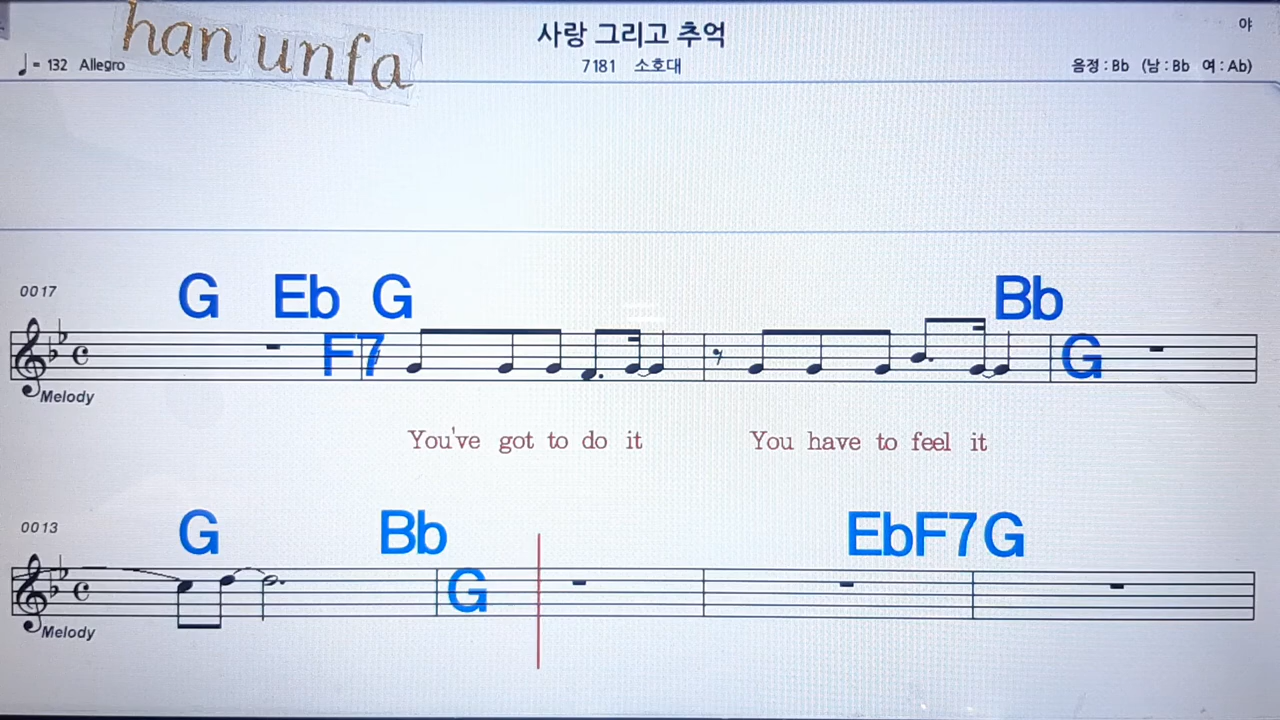 han unfa
사랑 그리고 추억
야
♩= 132 Allegro
7181 소호대
음정 : Bb (남 : Bb 여 : Ab)
0017
G Eb G Bb
F7 G
Melody
You've got to do it You have to feel it
0013
G Bb EbF7G
G
Melody